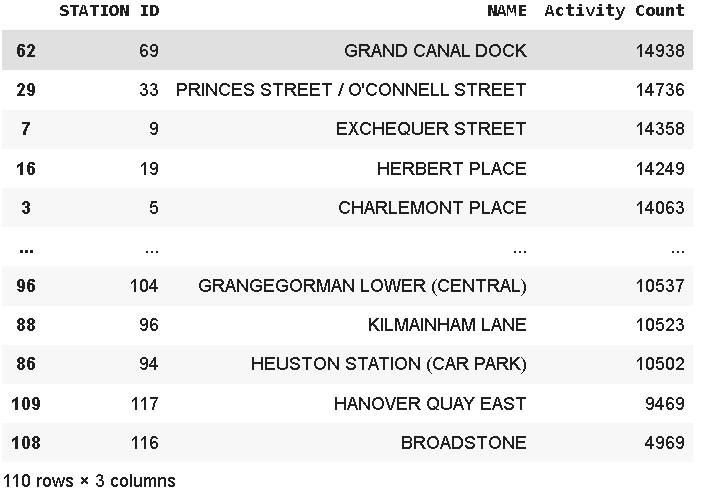 STATION ID NAME Activity Count
62 69 GRAND CANAL DOCK 14938
29 33 PRINCES STREET / O'CONNELL STREET 14736
7 9 EXCHEQUER STREET 14358
16 19 HERBERT PLACE 14249
3 5 CHARLEMONT PLACE 14063
... ... ... ...
96 104 GRANGEGORMAN LOWER (CENTRAL) 10537
88 96 KILMAINHAM LANE 10523
86 94 HEUSTON STATION (CAR PARK) 10502
109 117 HANOVER QUAY EAST 9469
108 116 BROADSTONE 4969
110 rows × 3 columns